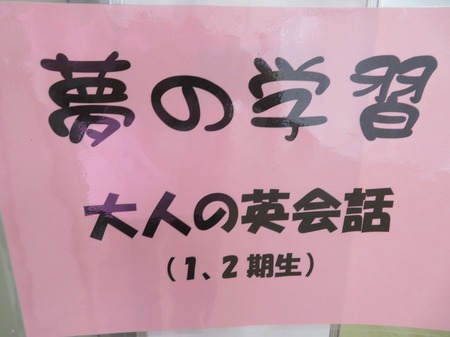 夢の学習
大人の英会話
(1、2期生)